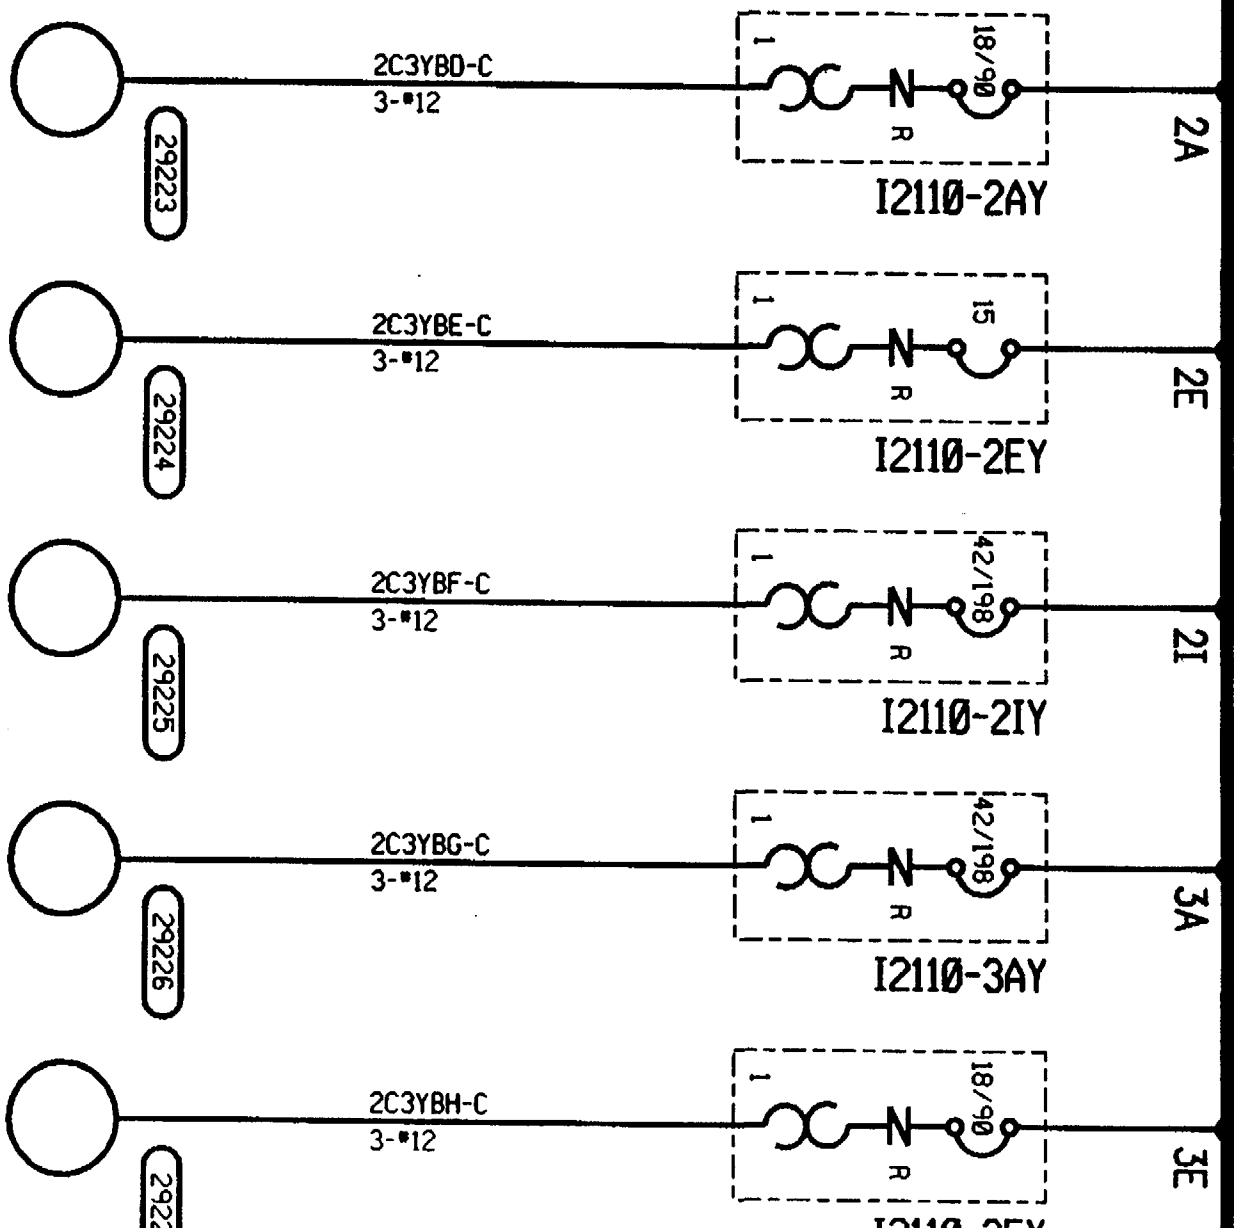 2C3YBD-C
3-#12
1
18/90
N
R
2A
29223
I2110-2AY
2C3YBE-C
3-#12
1
15
N
R
2E
29224
I2110-2EY
2C3YBF-C
3-#12
1
42/198
N
R
2I
29225
I2110-2IY
2C3YBG-C
3-#12
1
42/198
N
R
3A
29226
I2110-3AY
2C3YBH-C
3-#12
1
18/90
N
R
3E